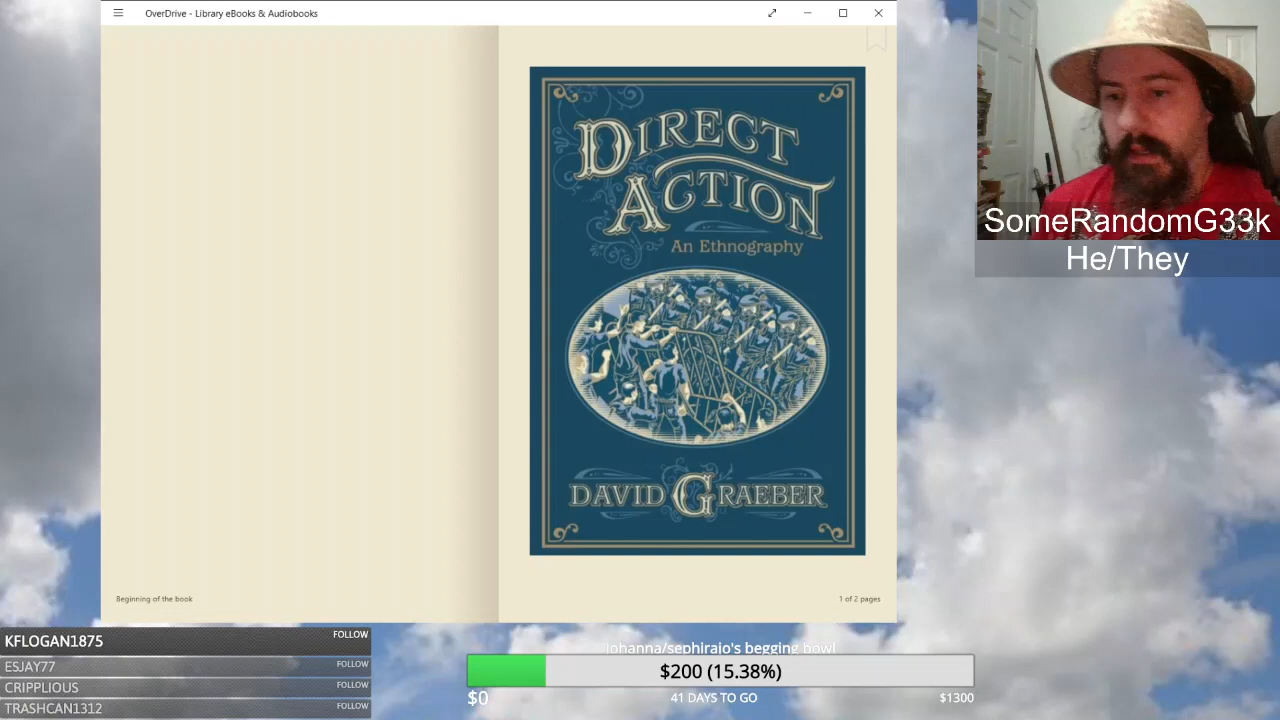 OverDrive - Library eBooks & Audiobooks
DIRECT
ACTION
An Ethnography
DAVID GRAEBER
Beginning of the book
1 of 2 pages
SomeRandomG33k
He/They
KFLOGAN1875 FOLLOW
ESJAY77 FOLLOW
CRIPPLIOUS FOLLOW
TRASHCAN1312 FOLLOW
Johanna/sephiraio's begging bowl
$200 (15.38%)
$0 41 DAYS TO GO $1300